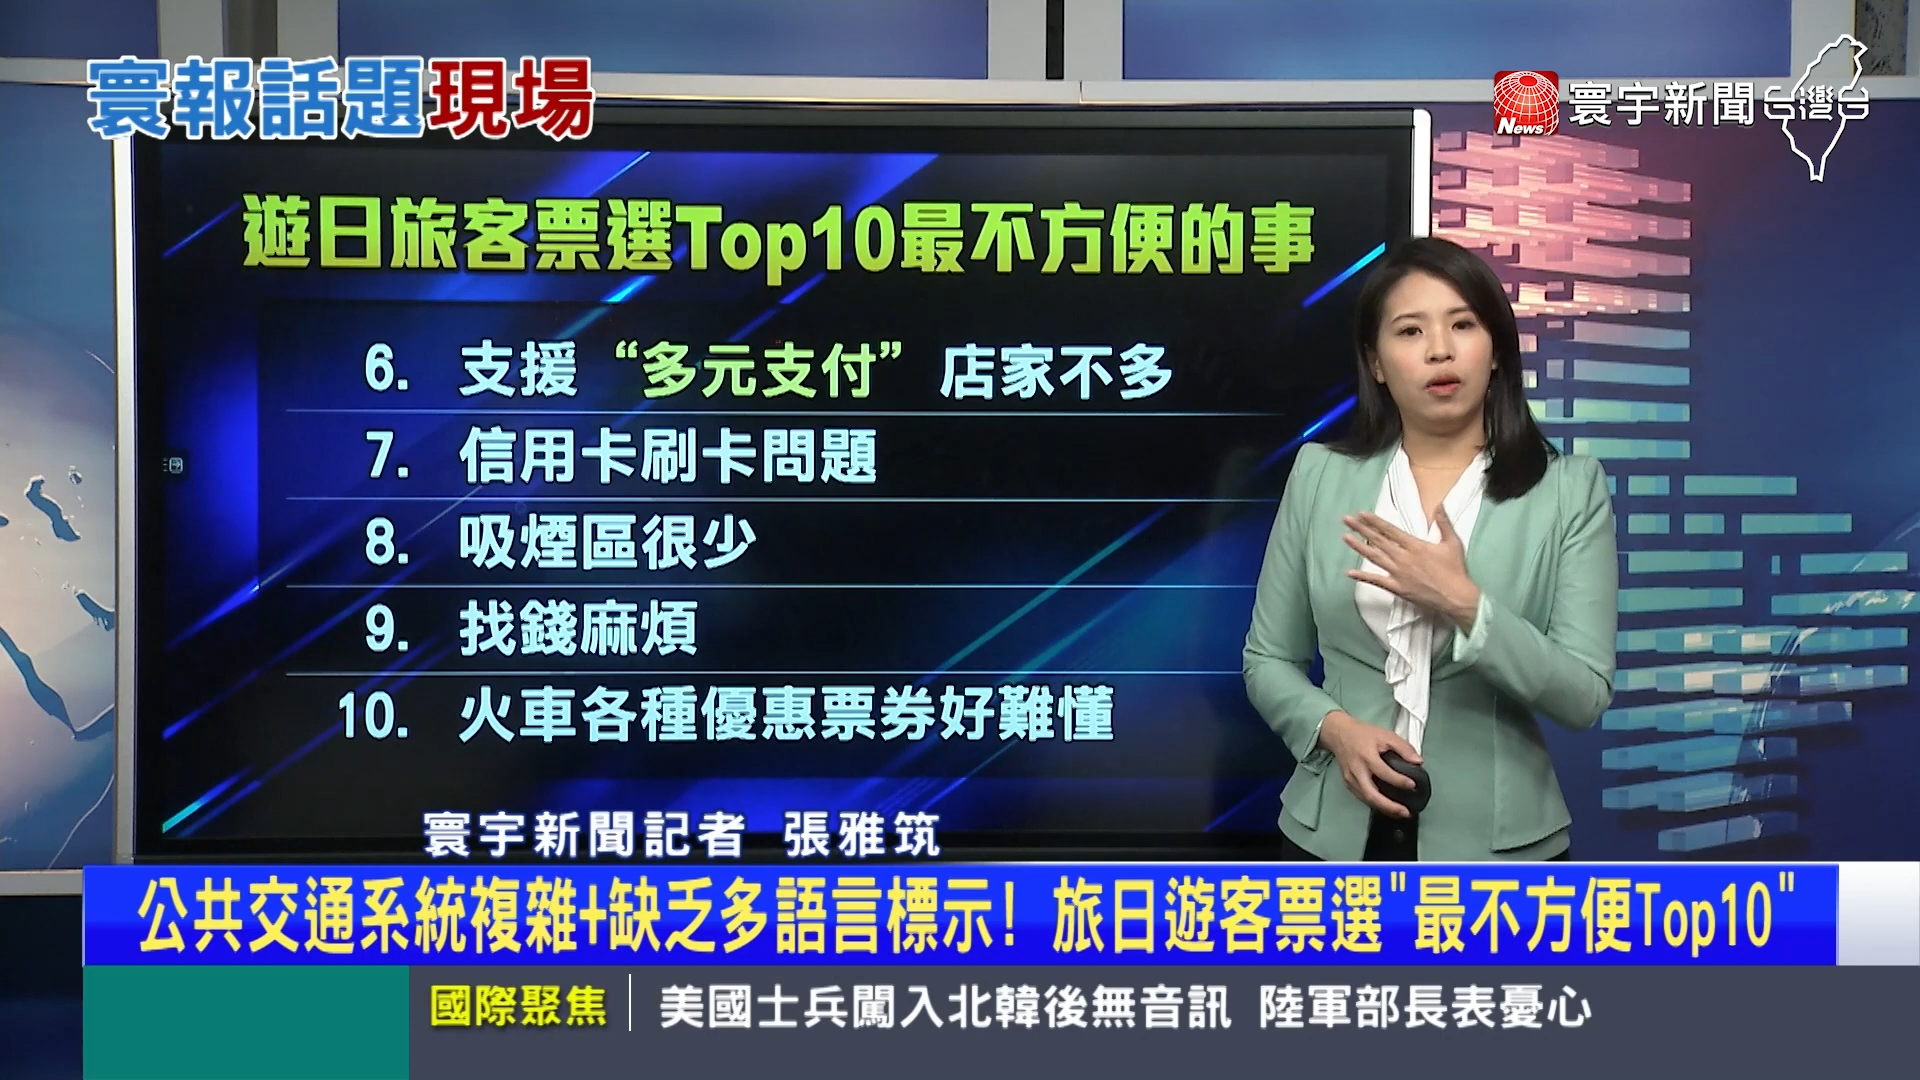 寰報話題現場
News 寰宇新聞 台灣台
遊日旅客票選Top10最不方便的事
6. 支援“多元支付”店家不多
7. 信用卡刷卡問題
8. 吸煙區很少
9. 找錢麻煩
10. 火車各種優惠票券好難懂
寰宇新聞記者 張雅筑
公共交通系統複雜+缺乏多語言標示! 旅日遊客票選"最不方便Top10"
國際聚焦 美國士兵闖入北韓後無音訊 陸軍部長表憂心